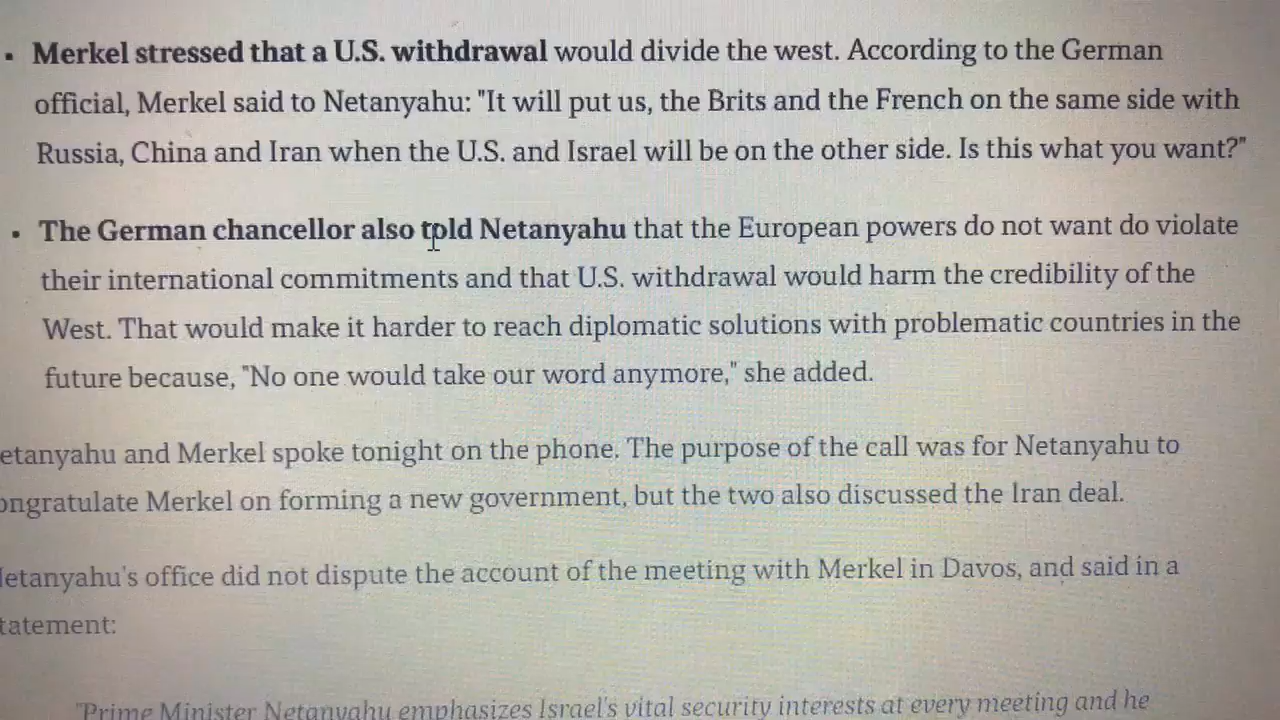 • Merkel stressed that a U.S. withdrawal would divide the west. According to the German
official, Merkel said to Netanyahu: "It will put us, the Brits and the French on the same side with
Russia, China and Iran when the U.S. and Israel will be on the other side. Is this what you want?"
• The German chancellor also told Netanyahu that the European powers do not want do violate
their international commitments and that U.S. withdrawal would harm the credibility of the
West. That would make it harder to reach diplomatic solutions with problematic countries in the
future because, "No one would take our word anymore," she added.
etanyahu and Merkel spoke tonight on the phone. The purpose of the call was for Netanyahu to
ongratulate Merkel on forming a new government, but the two also discussed the Iran deal.
etanyahu's office did not dispute the account of the meeting with Merkel in Davos, and said in a
tatement:
"Prime Minister Netanyahu emphasizes Israel's vital security interests at every meeting and he